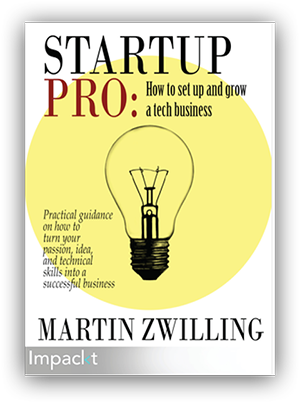 STARTUP
PRO:
How to set up and grow
a tech business
Practical guidance
on how to
turn your
passion, idea,
and technical
skills into a
successful business
MARTIN ZWILLING
Impackt